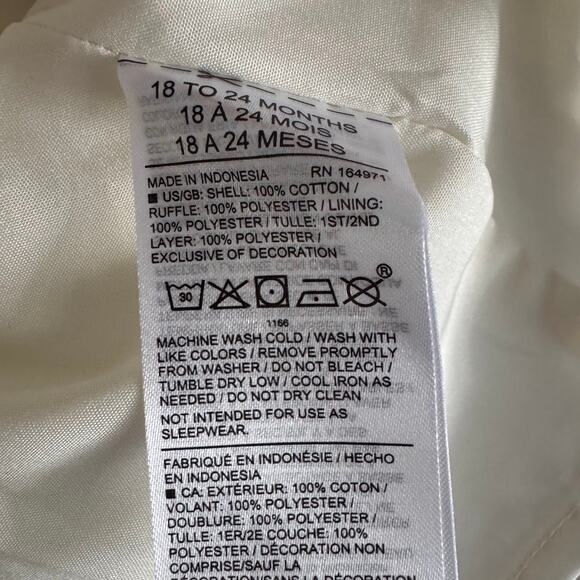 18 TO 24 MONTHS
18 À 24 MOIS
18 A 24 MESES
MADE IN INDONESIA RN 164971
■ US/GB: SHELL: 100% COTTON /
RUFFLE: 100% POLYESTER / LINING:
100% POLYESTER / TULLE: 1ST/2ND
LAYER: 100% POLYESTER /
EXCLUSIVE OF DECORATION
30 ®
1166
MACHINE WASH COLD / WASH WITH
LIKE COLORS / REMOVE PROMPTLY
FROM WASHER / DO NOT BLEACH /
TUMBLE DRY LOW / COOL IRON AS
NEEDED / DO NOT DRY CLEAN
NOT INTENDED FOR USE AS
SLEEPWEAR.
FABRIQUÉ EN INDONÉSIE / HECHO
EN INDONESIA
■ CA: EXTÉRIEUR: 100% COTON /
VOLANT: 100% POLYESTER /
DOUBLURE: 100% POLYESTER /
TULLE: 1ER/2E COUCHE: 100%
POLYESTER / DÉCORATION NON
COMPRISE/SAUF LA
DÉCORATION/SANS LA DÉCORATION